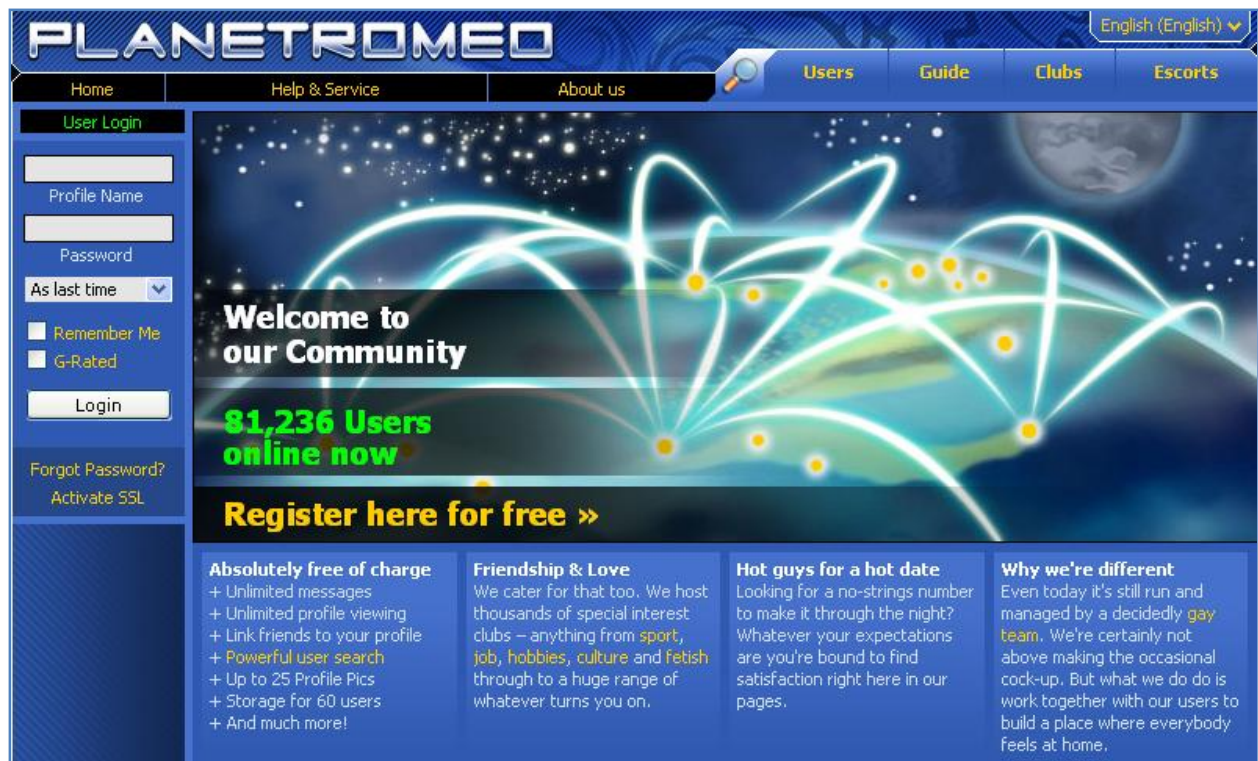 PLANETROMEO
English (English)
Users
Guide
Clubs
Escorts
Home
Help & Service
About us
User Login
Profile Name
Password
As last time
Remember Me
G-Rated
Login
Forgot Password?
Activate SSL
Welcome to
our Community
81,236 Users
online now
Register here for free »
Absolutely free of charge
+ Unlimited messages
+ Unlimited profile viewing
+ Link friends to your profile
+ Powerful user search
+ Up to 25 Profile Pics
+ Storage for 60 users
+ And much more!
Friendship & Love
We cater for that too. We host
thousands of special interest
clubs – anything from sport,
job, hobbies, culture and fetish
through to a huge range of
whatever turns you on.
Hot guys for a hot date
Looking for a no-strings number
to make it through the night?
Whatever your expectations
are you're bound to find
satisfaction right here in our
pages.
Why we're different
Even today it's still run and
managed by a decidedly gay
team. We're certainly not
above making the occasional
cock-up. But what we do do is
work together with our users to
build a place where everybody
feels at home.